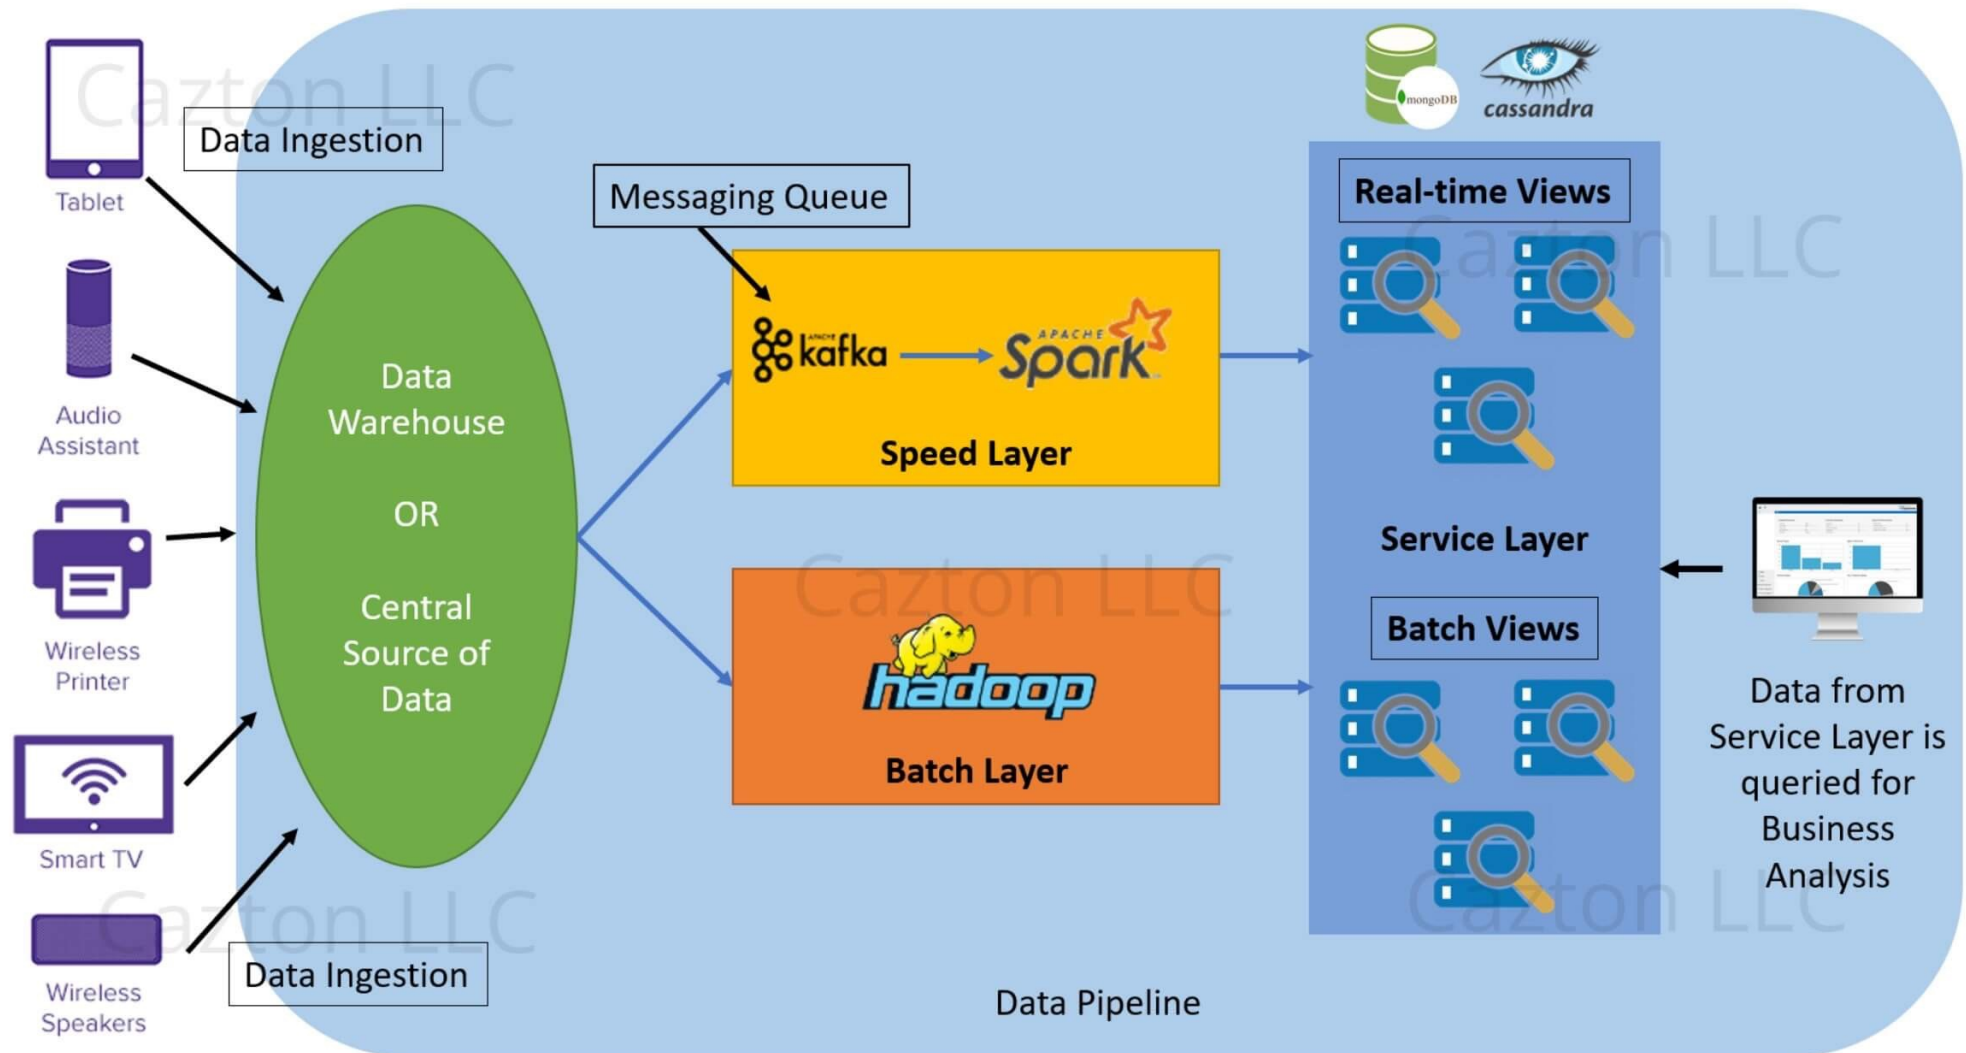 Cazton LLC
Data Ingestion
Tablet
Audio
Assistant
Wireless
Printer
Smart TV
Wireless
Speakers
Cazton LLC
Data Ingestion
Data
Warehouse
OR
Central
Source of
Data
Messaging Queue
APACHE
kafka
APACHE
Spark
Speed Layer
Cazton LLC
hadoop
Batch Layer
mongoDB
cassandra
Real-time Views
Cazton LLC
Service Layer
Batch Views
Cazton LLC
Data from
Service Layer is
queried for
Business
Analysis
Data Pipeline